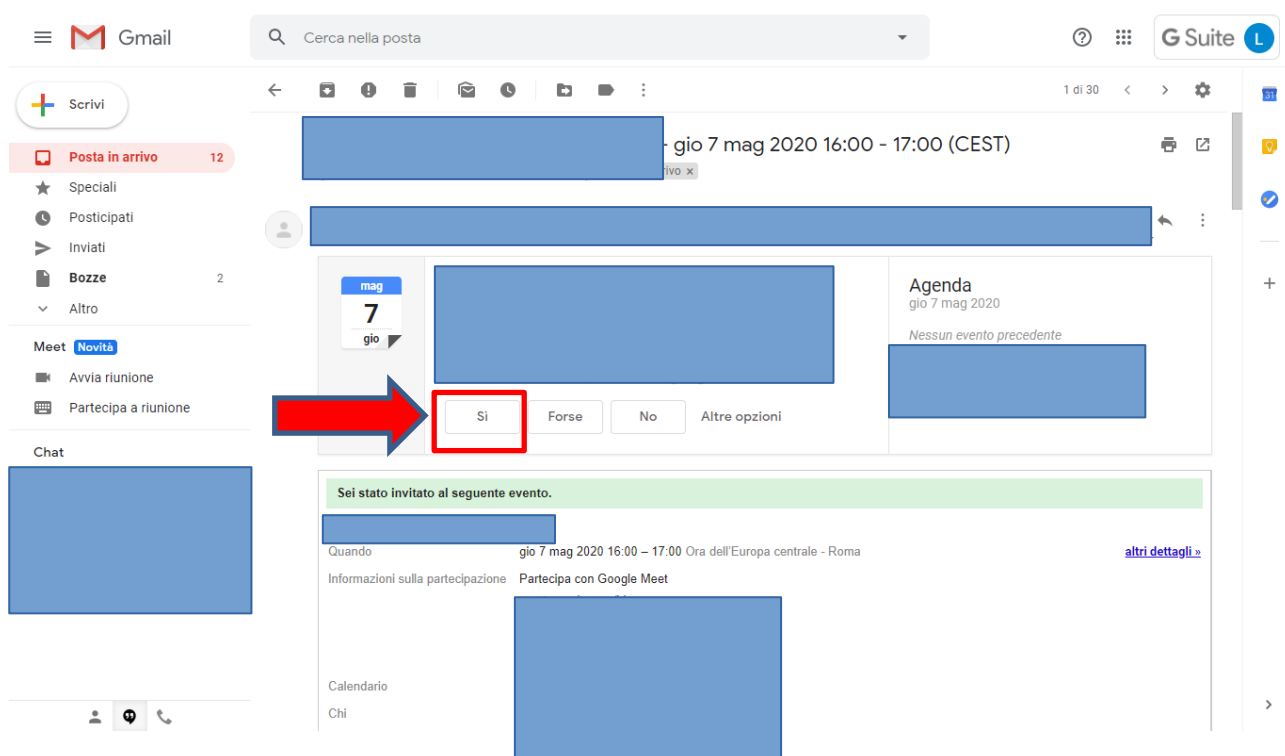 Gmail
Cerca nella posta
G Suite
L
Scrivi
1 di 30
31
Posta in arrivo 12
- gio 7 mag 2020 16:00 - 17:00 (CEST)
ivo x
Speciali
Posticipati
Inviati
Bozze 2
Altro
mag
7
gio
Agenda
gio 7 mag 2020
Nessun evento precedente
Meet Novità
Avvia riunione
Partecipa a riunione
Sì Forse No Altre opzioni
Chat
Sei stato invitato al seguente evento.
Quando gio 7 mag 2020 16:00 – 17:00 Ora dell'Europa centrale - Roma altri dettagli »
Informazioni sulla partecipazione Partecipa con Google Meet
Calendario
Chi